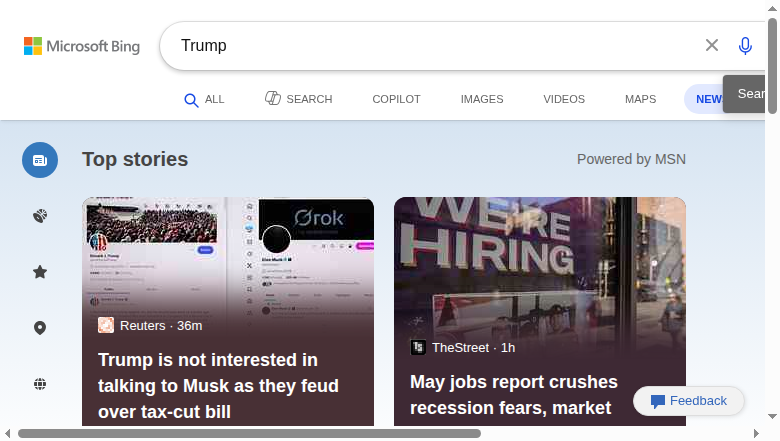 Microsoft Bing
Trump
ALL
SEARCH
COPILOT
IMAGES
VIDEOS
MAPS
NEWS
Sear
Top stories
Powered by MSN
Grok
WE'RE
HIRING
Reuters · 36m
Trump is not interested in
talking to Musk as they feud
over tax-cut bill
TheStreet · 1h
May jobs report crushes
recession fears, market
Feedback